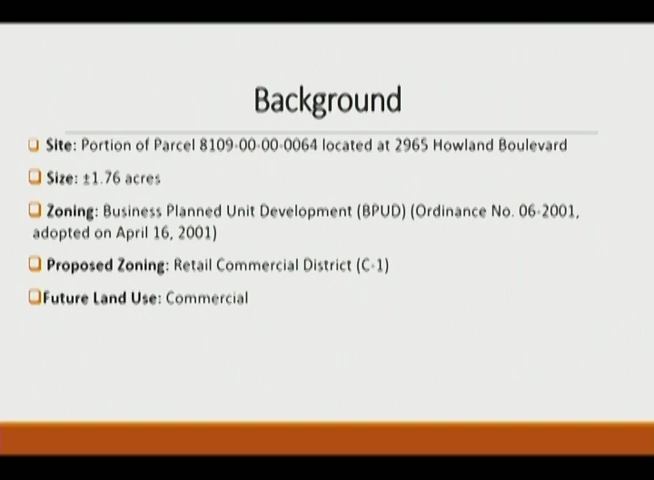 Background
Site: Portion of Parcel 8109-00-00-0064 located at 2965 Howland Boulevard
Size: ±1.76 acres
Zoning: Business Planned Unit Development (BPUD) (Ordinance No. 06-2001,
adopted on April 16, 2001)
Proposed Zoning: Retail Commercial District (C-1)
Future Land Use: Commercial